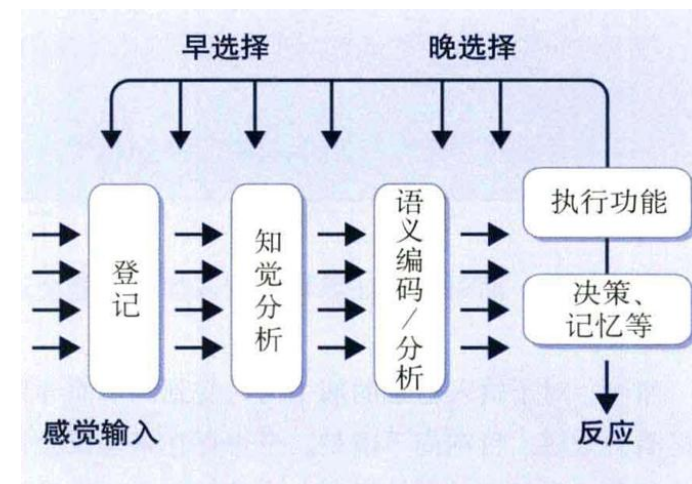 早选择
晚选择
登记
知觉分析
语义编码/分析
执行功能
决策、
记忆等
感觉输入
反应